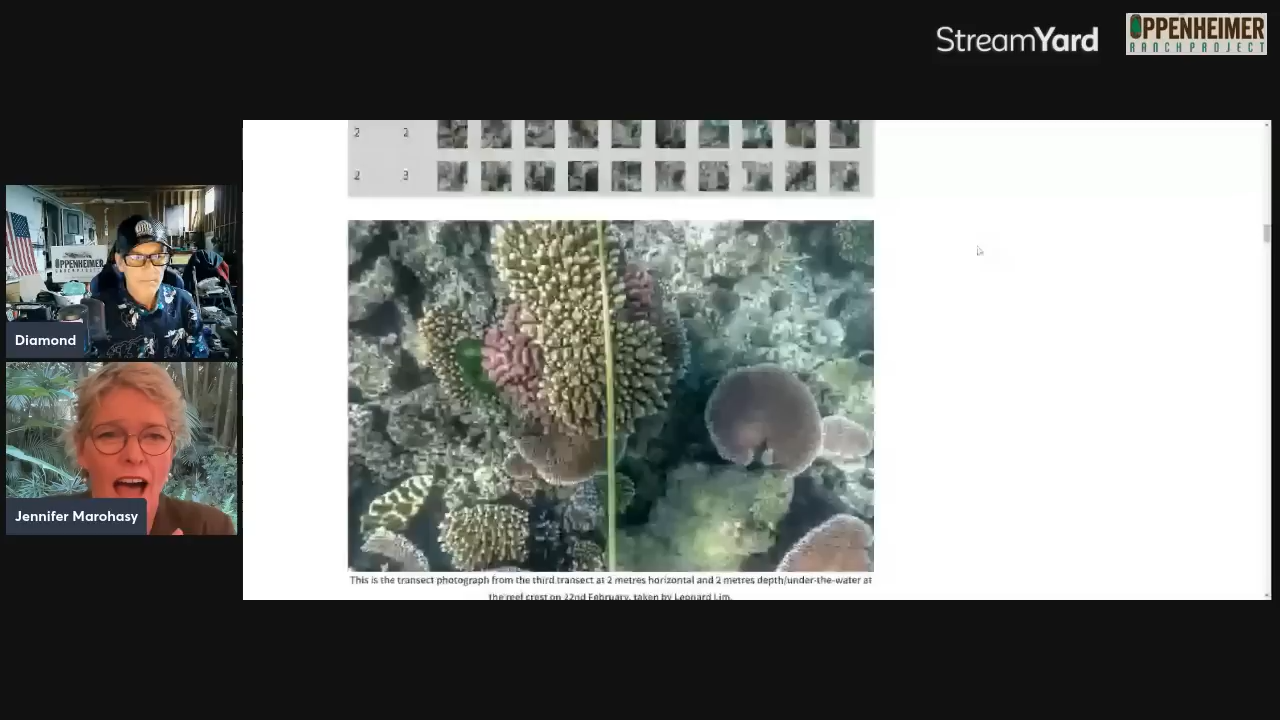 StreamYard
OPPENHEIMER
RANCH PROJECT
2 2
2 3
OPPENHEIMER
Diamond
Jennifer Marohasy
This is the transect photograph from the third transect at 2 metres horizontal and 2 metres depth/under-the-water at
the reef crest on 22nd February, taken by Leonard Lim.